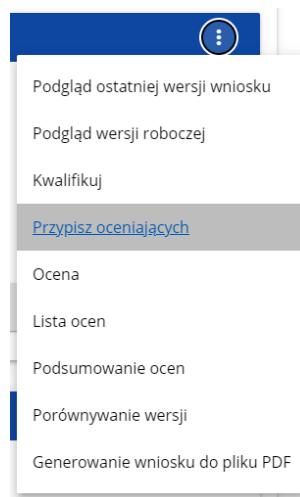 Podgląd ostatniej wersji wniosku
Podgląd wersji roboczej
Kwalifikuj
Przypisz oceniających
Ocena
Lista ocen
Podsumowanie ocen
Porównywanie wersji
Generowanie wniosku do pliku PDF